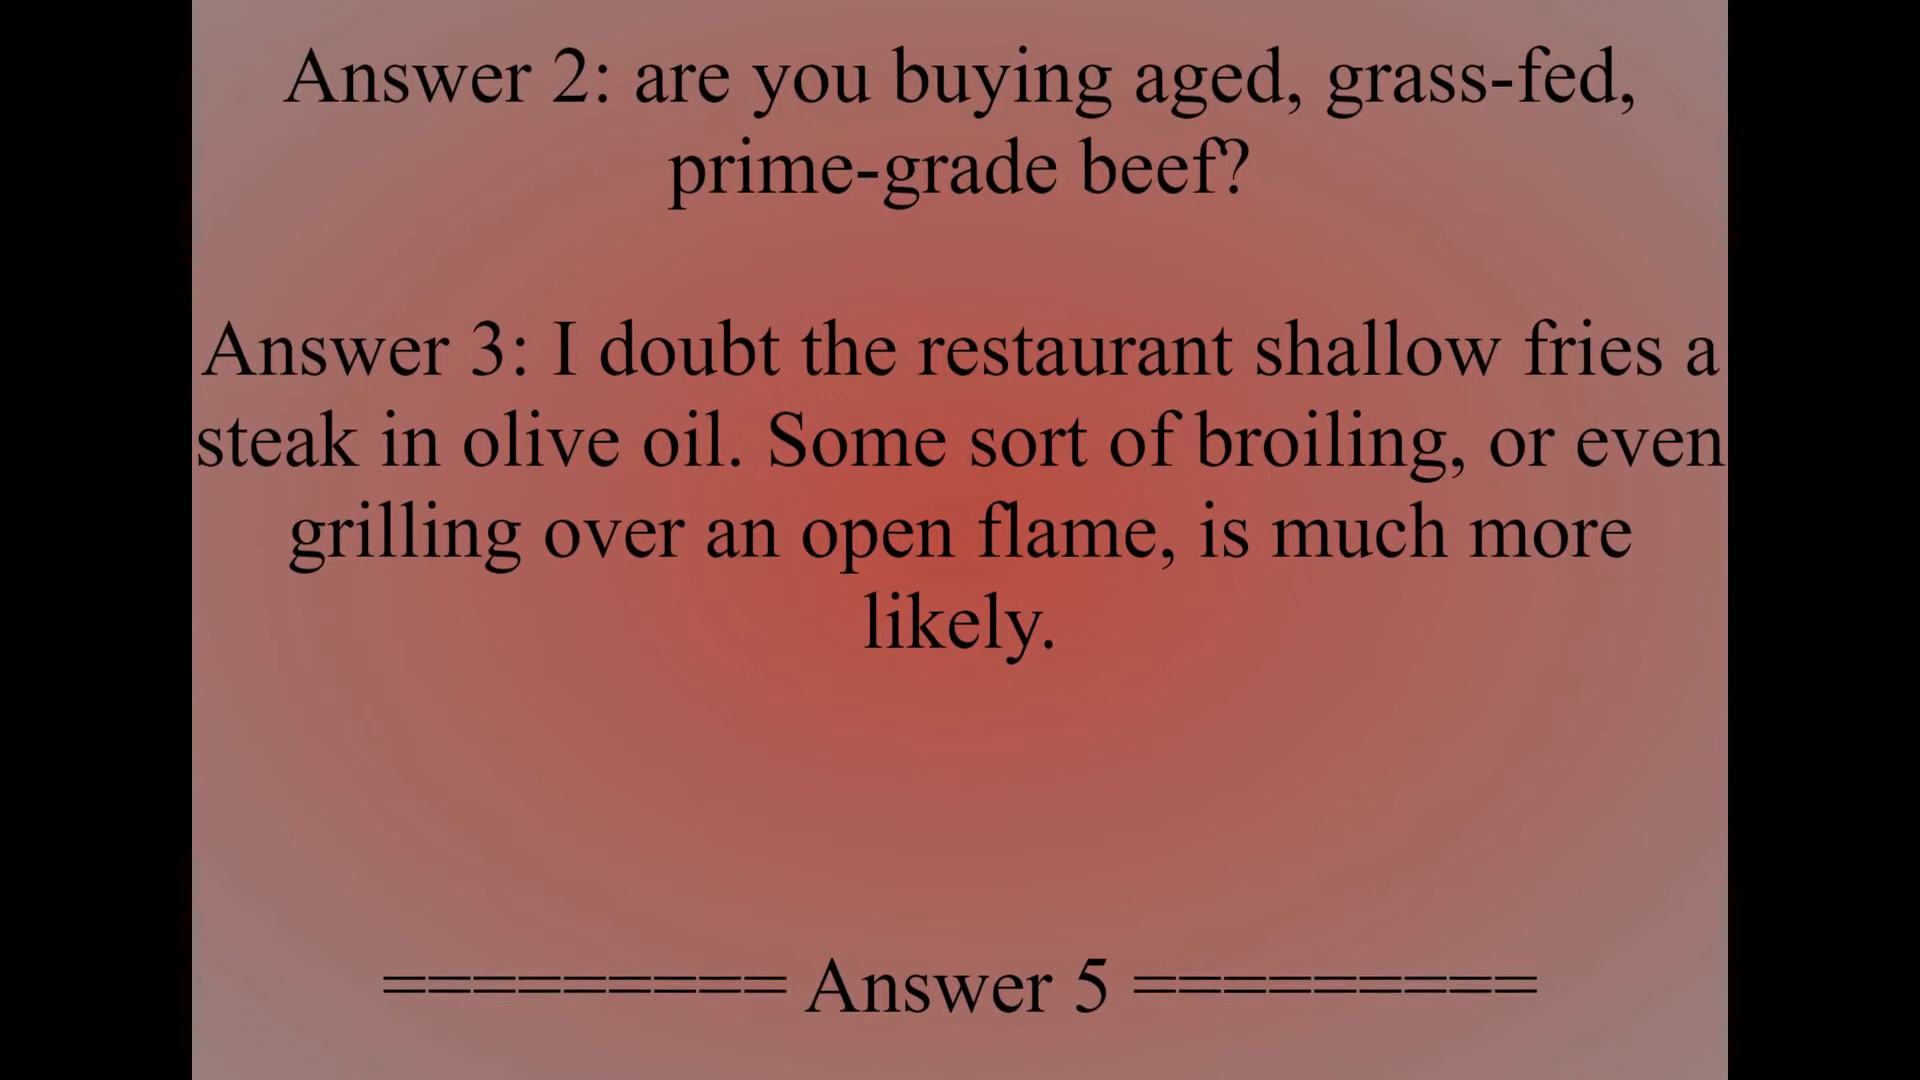 Answer 2: are you buying aged, grass-fed,
prime-grade beef?
Answer 3: I doubt the restaurant shallow fries a
steak in olive oil. Some sort of broiling, or even
grilling over an open flame, is much more
likely.
========= Answer 5 =========